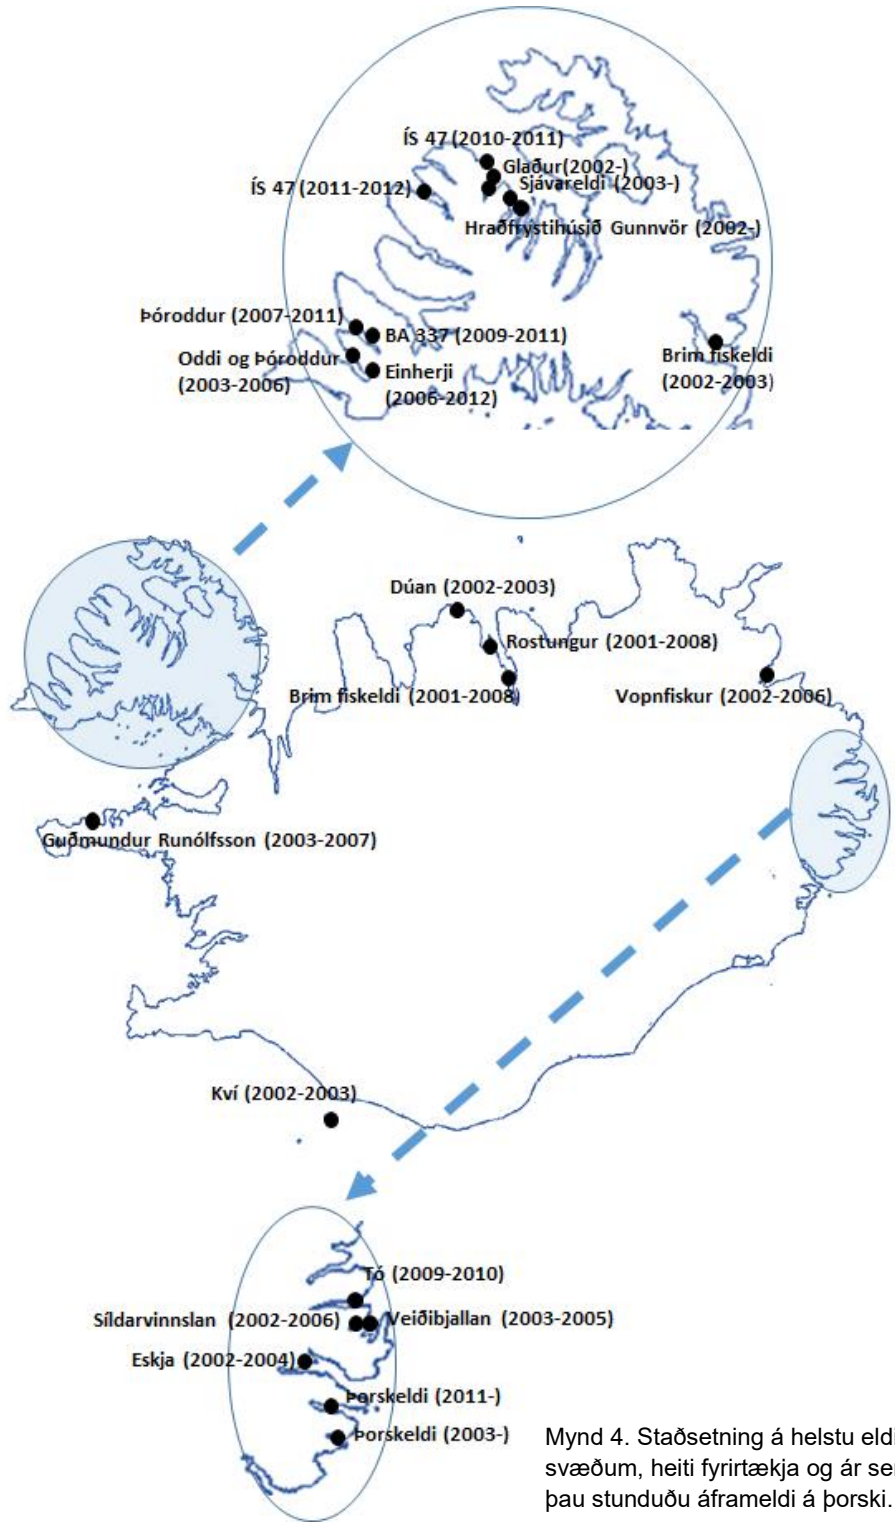 ÍS 47 (2010-2011)
Glaður(2002-)
ÍS 47 (2011-2012)
Sjávareldi (2003-)
Hraðfrystihúsið Gunnvör (2002-)
Þóroddur (2007-2011)
BA 337 (2009-2011)
Oddi og Þóroddur
(2003-2006)
Einherji
(2006-2012)
Brim fiskeldi
(2002-2003)
Dúan (2002-2003)
Rostungur (2001-2008)
Brim fiskeldi (2001-2008)
Vopnfiskur (2002-2006)
Guðmundur Runólfsson (2003-2007)
Kví (2002-2003)
Tó (2009-2010)
Síldarvinnslan (2002-2006)
Veiðibjallan (2003-2005)
Eskja (2002-2004)
Þorskeldi (2011-)
Þorskeldi (2003-)
Mynd 4. Staðsetning á helstu eldi
svæðum, heiti fyrirtækja og ár se
þau stunduðu áframeldi á þorski.